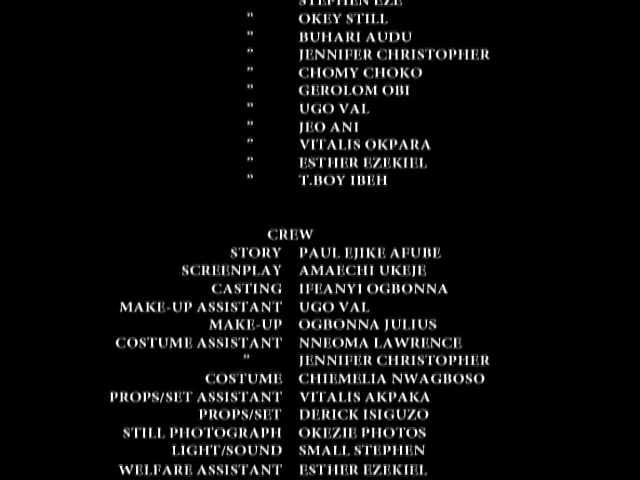 STEPHEN EZE
" OKEY STILL
" BUHARI AUDU
" JENNIFER CHRISTOPHER
" CHOMY CHOKO
" GEROLOM OBI
" UGO VAL
" JEO ANI
" VITALIS OKPARA
" ESTHER EZEKIEL
" T.BOY IBEH
CREW
STORY PAUL EJIKE AFUBE
SCREENPLAY AMAECHI UKEJE
CASTING IFEANYI OGBONNA
MAKE-UP ASSISTANT UGO VAL
MAKE-UP OGBONNA JULIUS
COSTUME ASSISTANT NNEOMA LAWRENCE
" JENNIFER CHRISTOPHER
COSTUME CHIEMELIA NWAGBOSO
PROPS/SET ASSISTANT VITALIS AKPAKA
PROPS/SET DERICK ISIGUZO
STILL PHOTOGRAPH OKEZIE PHOTOS
LIGHT/SOUND SMALL STEPHEN
WELFARE ASSISTANT ESTHER EZEKIEL